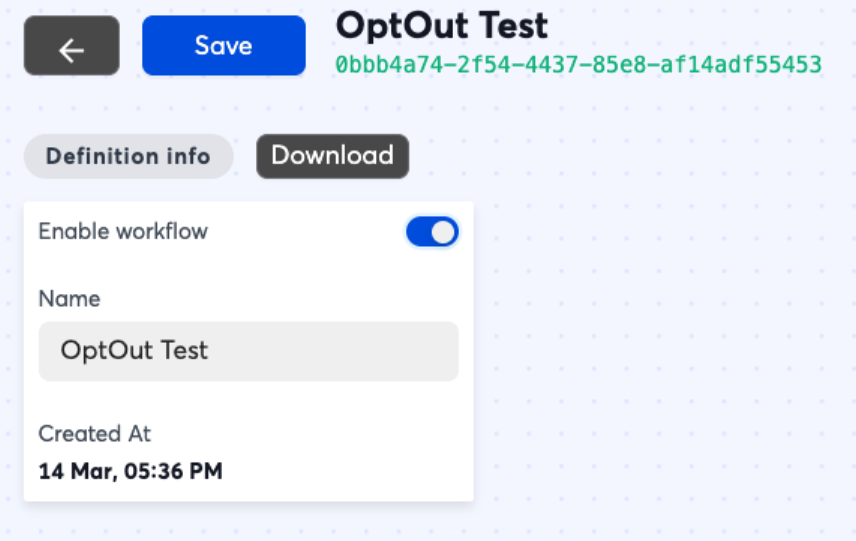 Save
OptOut Test
0bbb4a74-2f54-4437-85e8-af14adf55453
Definition info
Download
Enable workflow
Name
OptOut Test
Created At
14 Mar, 05:36 PM